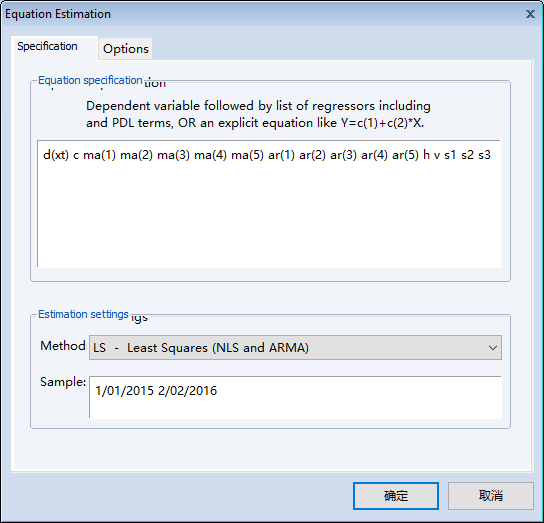 Equation Estimation
Specification
Options
Equation specification
Dependent variable followed by list of regressors including
and PDL terms, OR an explicit equation like Y=c(1)+c(2)*X.
d(xt) c ma(1) ma(2) ma(3) ma(4) ma(5) ar(1) ar(2) ar(3) ar(4) ar(5) h v s1 s2 s3
Estimation settings
Method
LS - Least Squares (NLS and ARMA)
Sample:
1/01/2015 2/02/2016
确定
取消